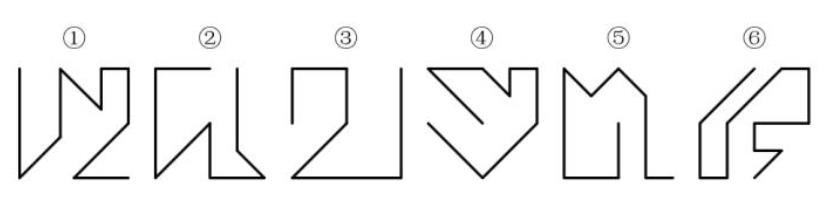 ① ② ③ ④ ⑤ ⑥